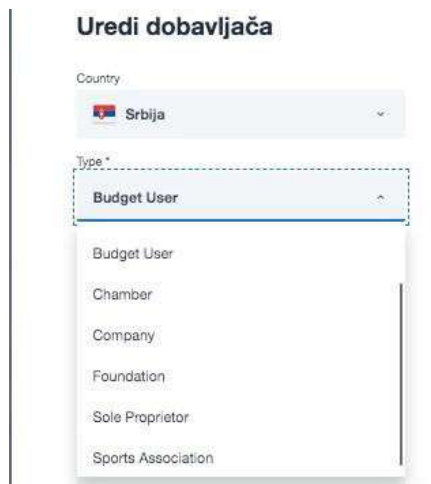 Uredi dobavljača
Country
Srbija
Type *
Budget User
Budget User
Chamber
Company
Foundation
Sole Proprietor
Sports Association